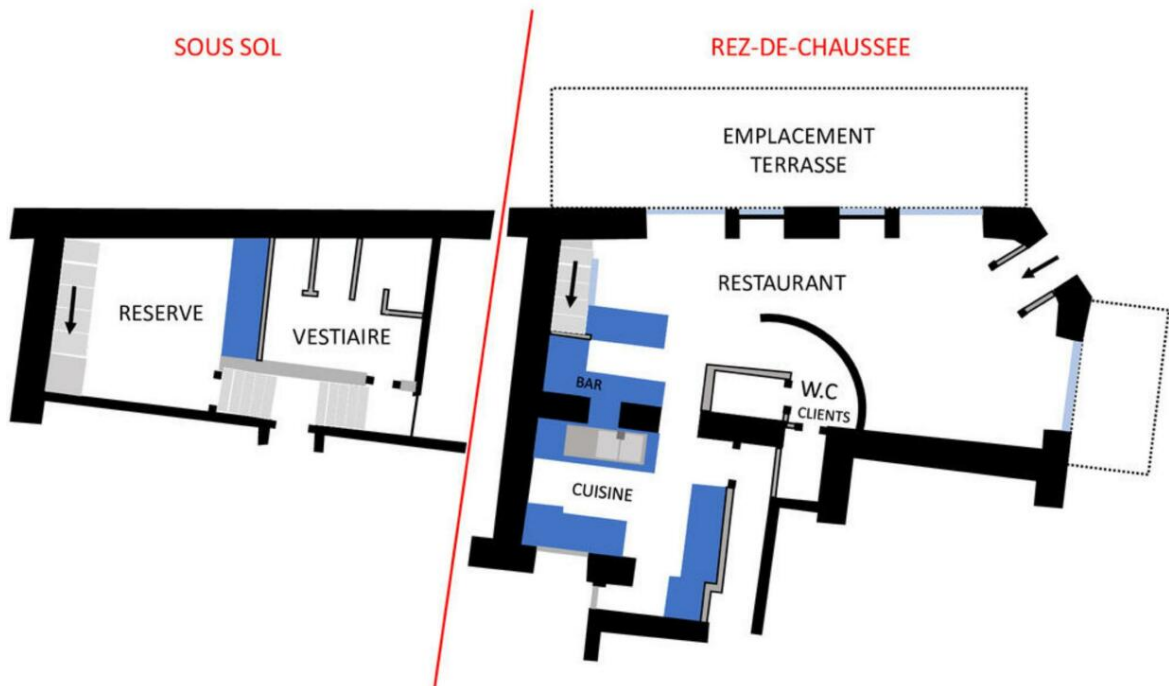 SOUS SOL
REZ-DE-CHAUSSEE
EMPLACEMENT
TERRASSE
RESERVE
VESTIAIRE
RESTAURANT
BAR
W.C
CLIENTS
CUISINE